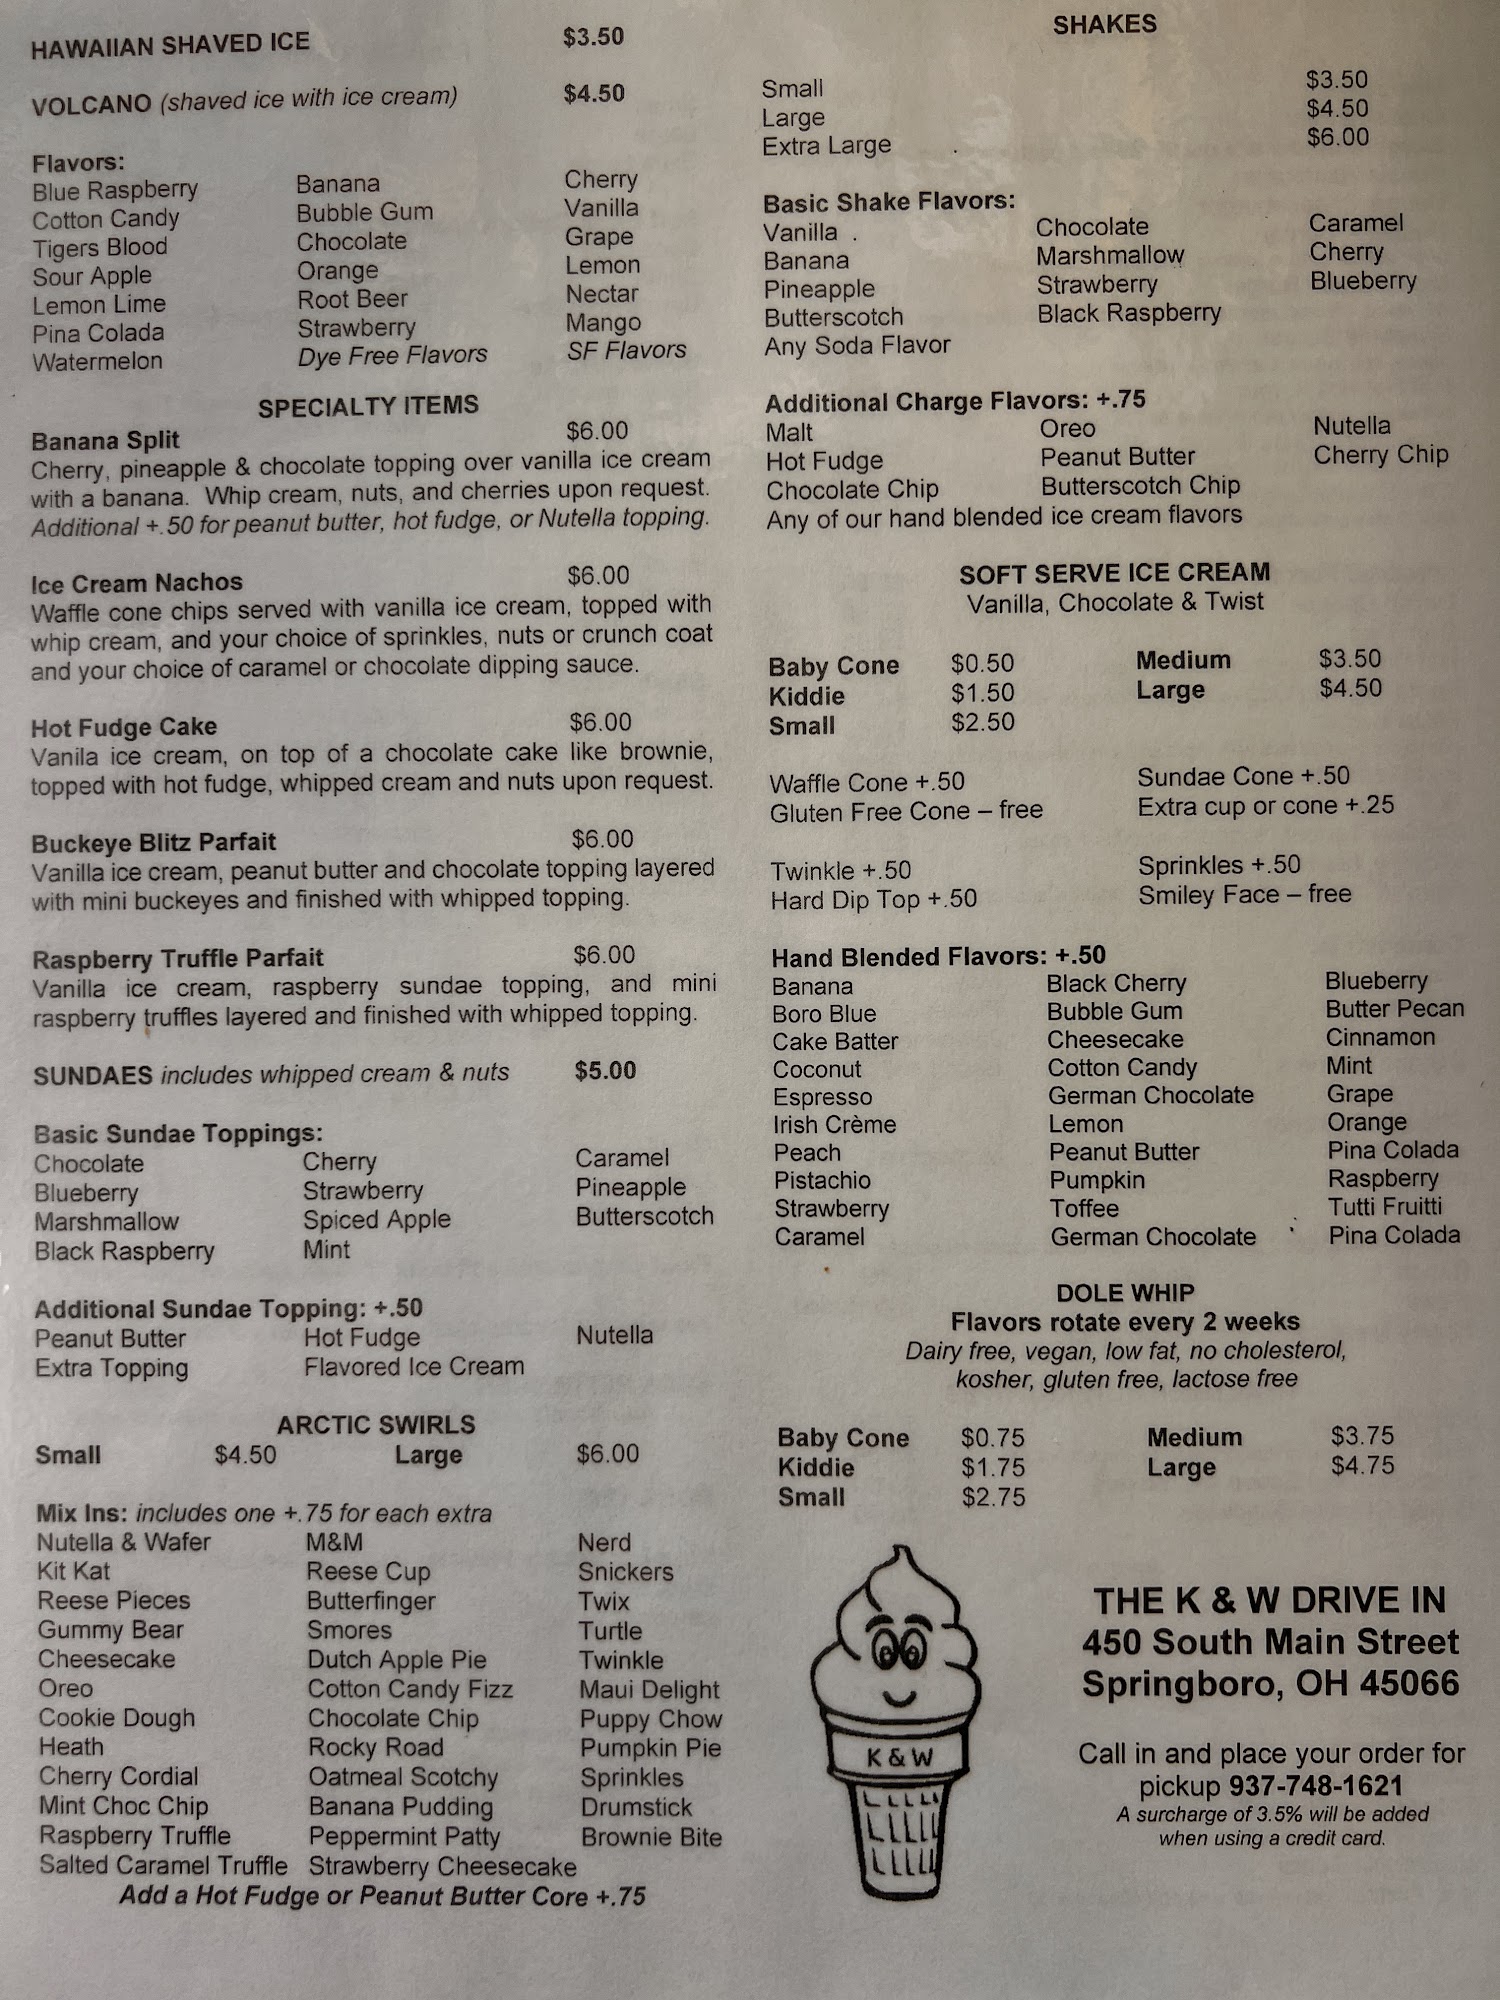 HAWAIIAN SHAVED ICE $3.50
VOLCANO (shaved ice with ice cream) $4.50
Flavors:
Blue Raspberry Banana Cherry
Cotton Candy Bubble Gum Vanilla
Tigers Blood Chocolate Grape
Sour Apple Orange Lemon
Lemon Lime Root Beer Nectar
Pina Colada Strawberry Mango
Watermelon Dye Free Flavors SF Flavors
SPECIALTY ITEMS
Banana Split $6.00
Cherry, pineapple & chocolate topping over vanilla ice cream
with a banana. Whip cream, nuts, and cherries upon request.
Additional +.50 for peanut butter, hot fudge, or Nutella topping.
Ice Cream Nachos $6.00
Waffle cone chips served with vanilla ice cream, topped with
whip cream, and your choice of sprinkles, nuts or crunch coat
and your choice of caramel or chocolate dipping sauce.
Hot Fudge Cake $6.00
Vanila ice cream, on top of a chocolate cake like brownie,
topped with hot fudge, whipped cream and nuts upon request.
Buckeye Blitz Parfait $6.00
Vanilla ice cream, peanut butter and chocolate topping layered
with mini buckeyes and finished with whipped topping.
Raspberry Truffle Parfait $6.00
Vanilla ice cream, raspberry sundae topping, and mini
raspberry truffles layered and finished with whipped topping.
SUNDAES includes whipped cream & nuts $5.00
Basic Sundae Toppings:
Chocolate Cherry Caramel
Blueberry Strawberry Pineapple
Marshmallow Spiced Apple Butterscotch
Black Raspberry Mint
Additional Sundae Topping: +.50
Peanut Butter Hot Fudge Nutella
Extra Topping Flavored Ice Cream
ARCTIC SWIRLS
Small $4.50 Large $6.00
Mix Ins: includes one +.75 for each extra
Nutella & Wafer M&M Nerd
Kit Kat Reese Cup Snickers
Reese Pieces Butterfinger Twix
Gummy Bear Smores Turtle
Cheesecake Dutch Apple Pie Twinkle
Oreo Cotton Candy Fizz Maui Delight
Cookie Dough Chocolate Chip Puppy Chow
Heath Rocky Road Pumpkin Pie
Cherry Cordial Oatmeal Scotchy Sprinkles
Mint Choc Chip Banana Pudding Drumstick
Raspberry Truffle Peppermint Patty Brownie Bite
Salted Caramel Truffle Strawberry Cheesecake
Add a Hot Fudge or Peanut Butter Core +.75
SHAKES
Small $3.50
Large $4.50
Extra Large $6.00
Basic Shake Flavors:
Vanilla Chocolate Caramel
Banana Marshmallow Cherry
Pineapple Strawberry Blueberry
Butterscotch Black Raspberry
Any Soda Flavor
Additional Charge Flavors: +.75
Malt Oreo Nutella
Hot Fudge Peanut Butter Cherry Chip
Chocolate Chip Butterscotch Chip
Any of our hand blended ice cream flavors
SOFT SERVE ICE CREAM
Vanilla, Chocolate & Twist
Baby Cone $0.50 Medium $3.50
Kiddie $1.50 Large $4.50
Small $2.50
Waffle Cone +.50 Sundae Cone +.50
Gluten Free Cone – free Extra cup or cone +.25
Twinkle +.50 Sprinkles +.50
Hard Dip Top +.50 Smiley Face – free
Hand Blended Flavors: +.50
Banana Black Cherry Blueberry
Boro Blue Bubble Gum Butter Pecan
Cake Batter Cheesecake Cinnamon
Coconut Cotton Candy Mint
Espresso German Chocolate Grape
Irish Crème Lemon Orange
Peach Peanut Butter Pina Colada
Pistachio Pumpkin Raspberry
Strawberry Toffee Tutti Fruitti
Caramel German Chocolate Pina Colada
DOLE WHIP
Flavors rotate every 2 weeks
Dairy free, vegan, low fat, no cholesterol,
kosher, gluten free, lactose free
Baby Cone $0.75 Medium $3.75
Kiddie $1.75 Large $4.75
Small $2.75
K & W
THE K & W DRIVE IN
450 South Main Street
Springboro, OH 45066
Call in and place your order for
pickup 937-748-1621
A surcharge of 3.5% will be added
when using a credit card.